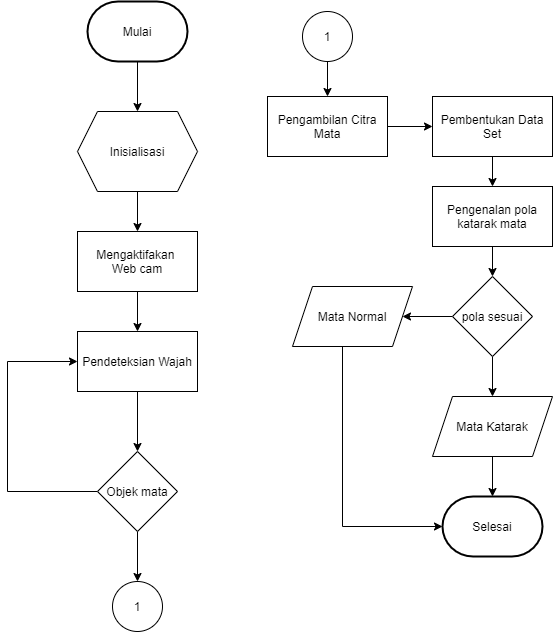 Mulai
Inisialisasi
Mengaktifakan
Web cam
Pendeteksian Wajah
Objek mata
1
1
Pengambilan Citra
Mata
Pembentukan Data
Set
Pengenalan pola
katarak mata
pola sesuai
Mata Normal
Mata Katarak
Selesai